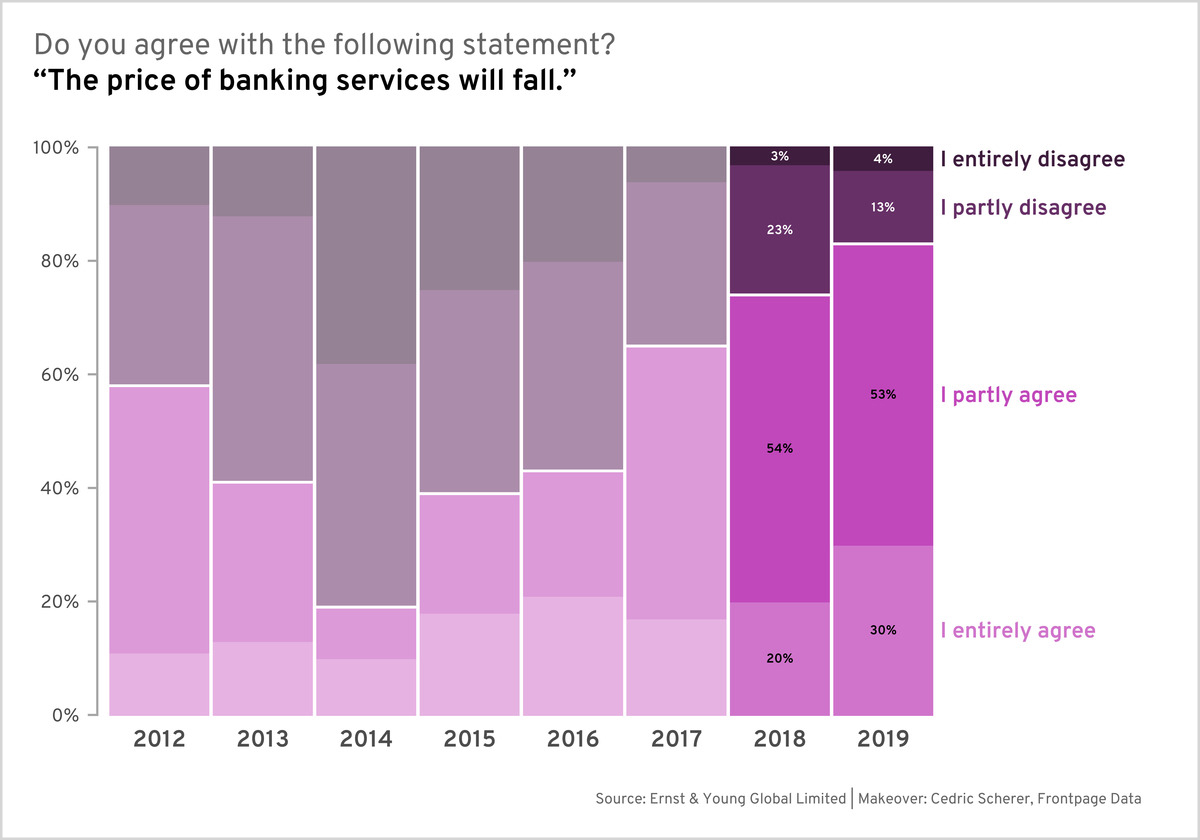 Do you agree with the following statement?
“The price of banking services will fall.”
100%
80%
60%
40%
20%
0%
3%
23%
54%
20%
4%
13%
53%
30%
I entirely disagree
I partly disagree
I partly agree
I entirely agree
2012 2013 2014 2015 2016 2017 2018 2019
Source: Ernst & Young Global Limited | Makeover: Cedric Scherer, Frontpage Data